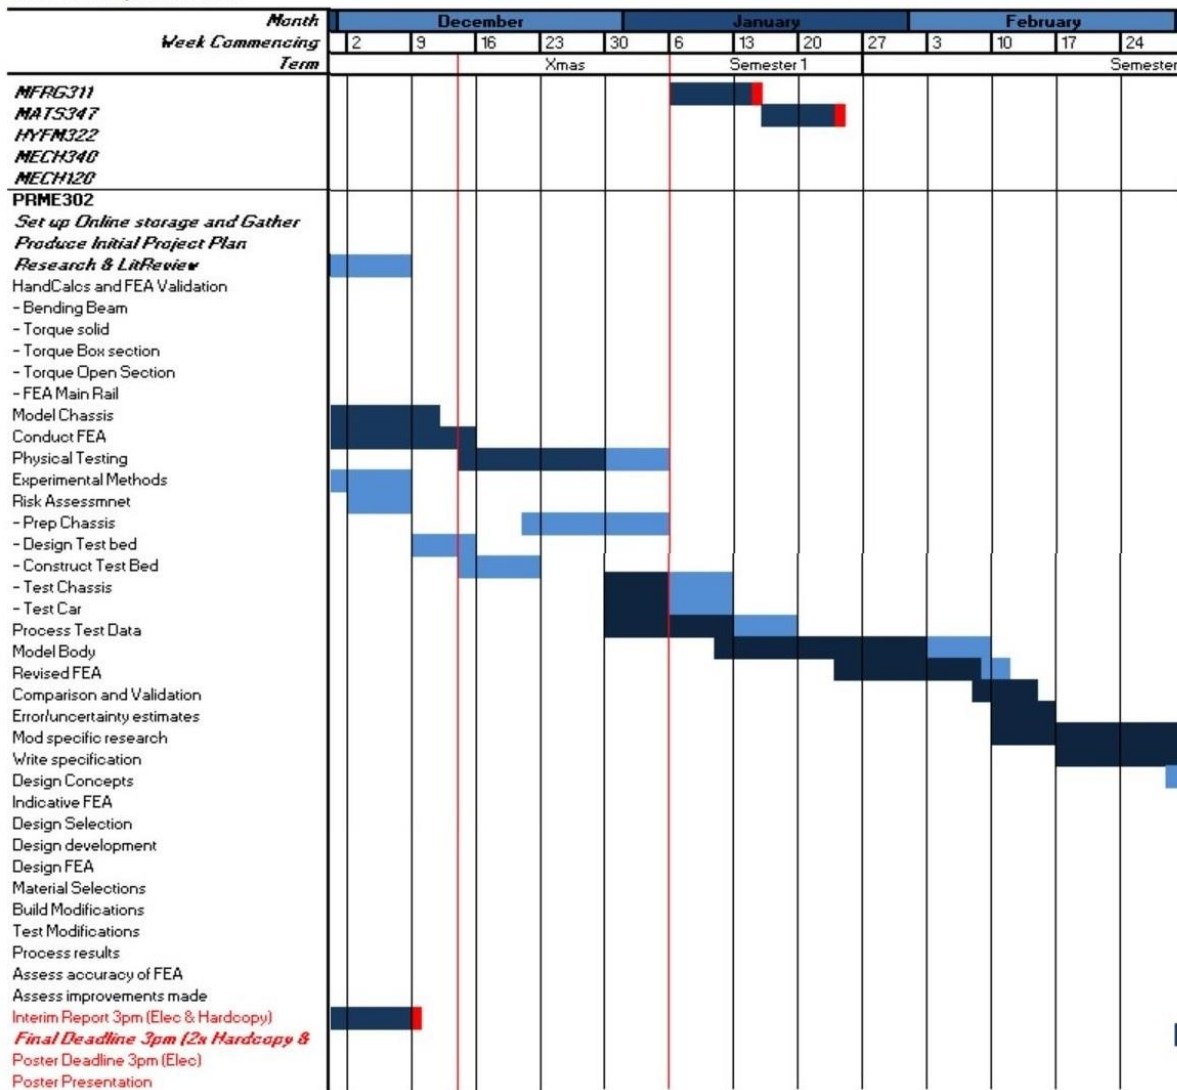 Month December January February
Week Commencing 2 9 16 23 30 6 13 20 27 3 10 17 24
Term Xmas Semester 1 Semester
MFRG311
MATS347
HYFM322
MECH340
MECH120
PRME302
Set up Online storage and Gather
Produce Initial Project Plan
Research & LitReview
HandCalcs and FEA Validation
- Bending Beam
- Torque solid
- Torque Box section
- Torque Open Section
- FEA Main Rail
Model Chassis
Conduct FEA
Physical Testing
Experimental Methods
Risk Assessmnet
- Prep Chassis
- Design Test bed
- Construct Test Bed
- Test Chassis
- Test Car
Process Test Data
Model Body
Revised FEA
Comparison and Validation
Error/uncertainty estimates
Mod specific research
Write specification
Design Concepts
Indicative FEA
Design Selection
Design development
Design FEA
Material Selections
Build Modifications
Test Modifications
Process results
Assess accuracy of FEA
Assess improvements made
Interim Report 3pm (Elec & Hardcopy)
Final Deadline 3pm (2x Hardcopy &
Poster Deadline 3pm (Elec)
Poster Presentation